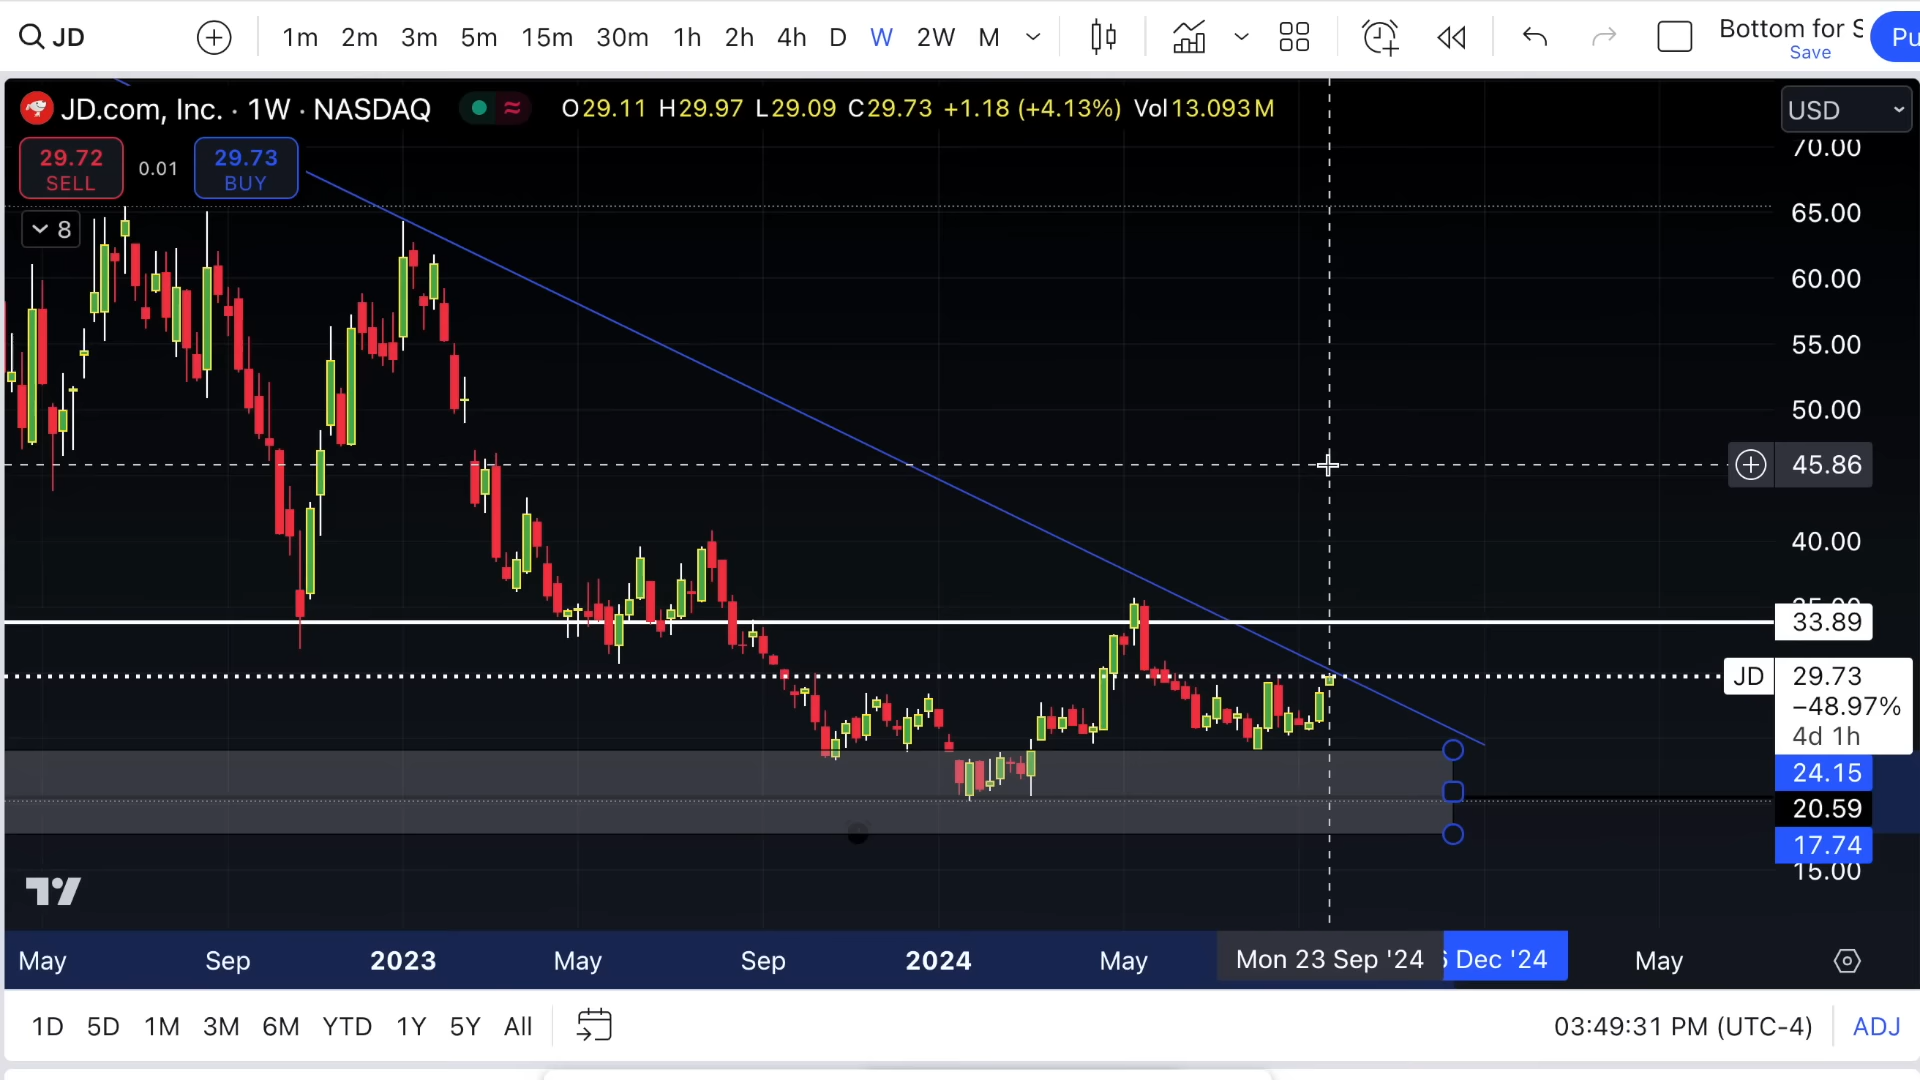 JD 1m 2m 3m 5m 15m 30m 1h 2h 4h D W 2W M Bottom for S
Save
Pu
JD.com, Inc. · 1W · NASDAQ O29.11 H29.97 L29.09 C29.73 +1.18 (+4.13%) Vol13.093M
USD
29.72
SELL
0.01
29.73
BUY
8
70.00
65.00
60.00
55.00
50.00
45.86
40.00
33.89
JD 29.73
−48.97%
4d 1h
24.15
20.59
17.74
15.00
May Sep 2023 May Sep 2024 May Mon 23 Sep '24 Dec '24 May
1D 5D 1M 3M 6M YTD 1Y 5Y All 03:49:31 PM (UTC-4) ADJ